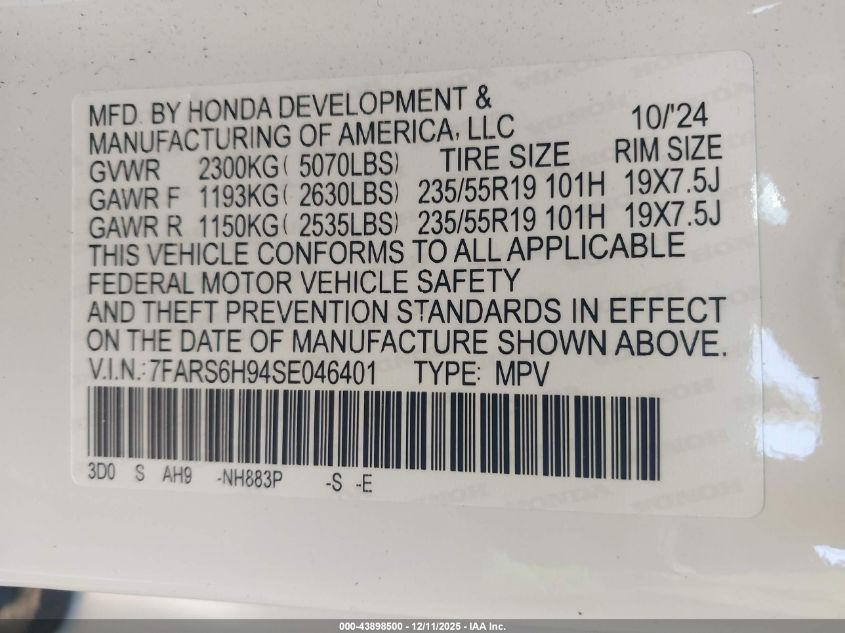 MFD. BY HONDA DEVELOPMENT & 10/'24
MANUFACTURING OF AMERICA, LLC
GVWR 2300KG( 5070LBS) TIRE SIZE RIM SIZE
GAWR F 1193KG( 2630LBS) 235/55R19 101H 19X7.5J
GAWR R 1150KG( 2535LBS) 235/55R19 101H 19X7.5J
THIS VEHICLE CONFORMS TO ALL APPLICABLE
FEDERAL MOTOR VEHICLE SAFETY
AND THEFT PREVENTION STANDARDS IN EFFECT
ON THE DATE OF MANUFACTURE SHOWN ABOVE.
V.I.N.: 7FARS6H94SE046401 TYPE: MPV
3D0 S AH9 -NH883P -S -E
000-43898500 - 12/11/2025 - IAA Inc.